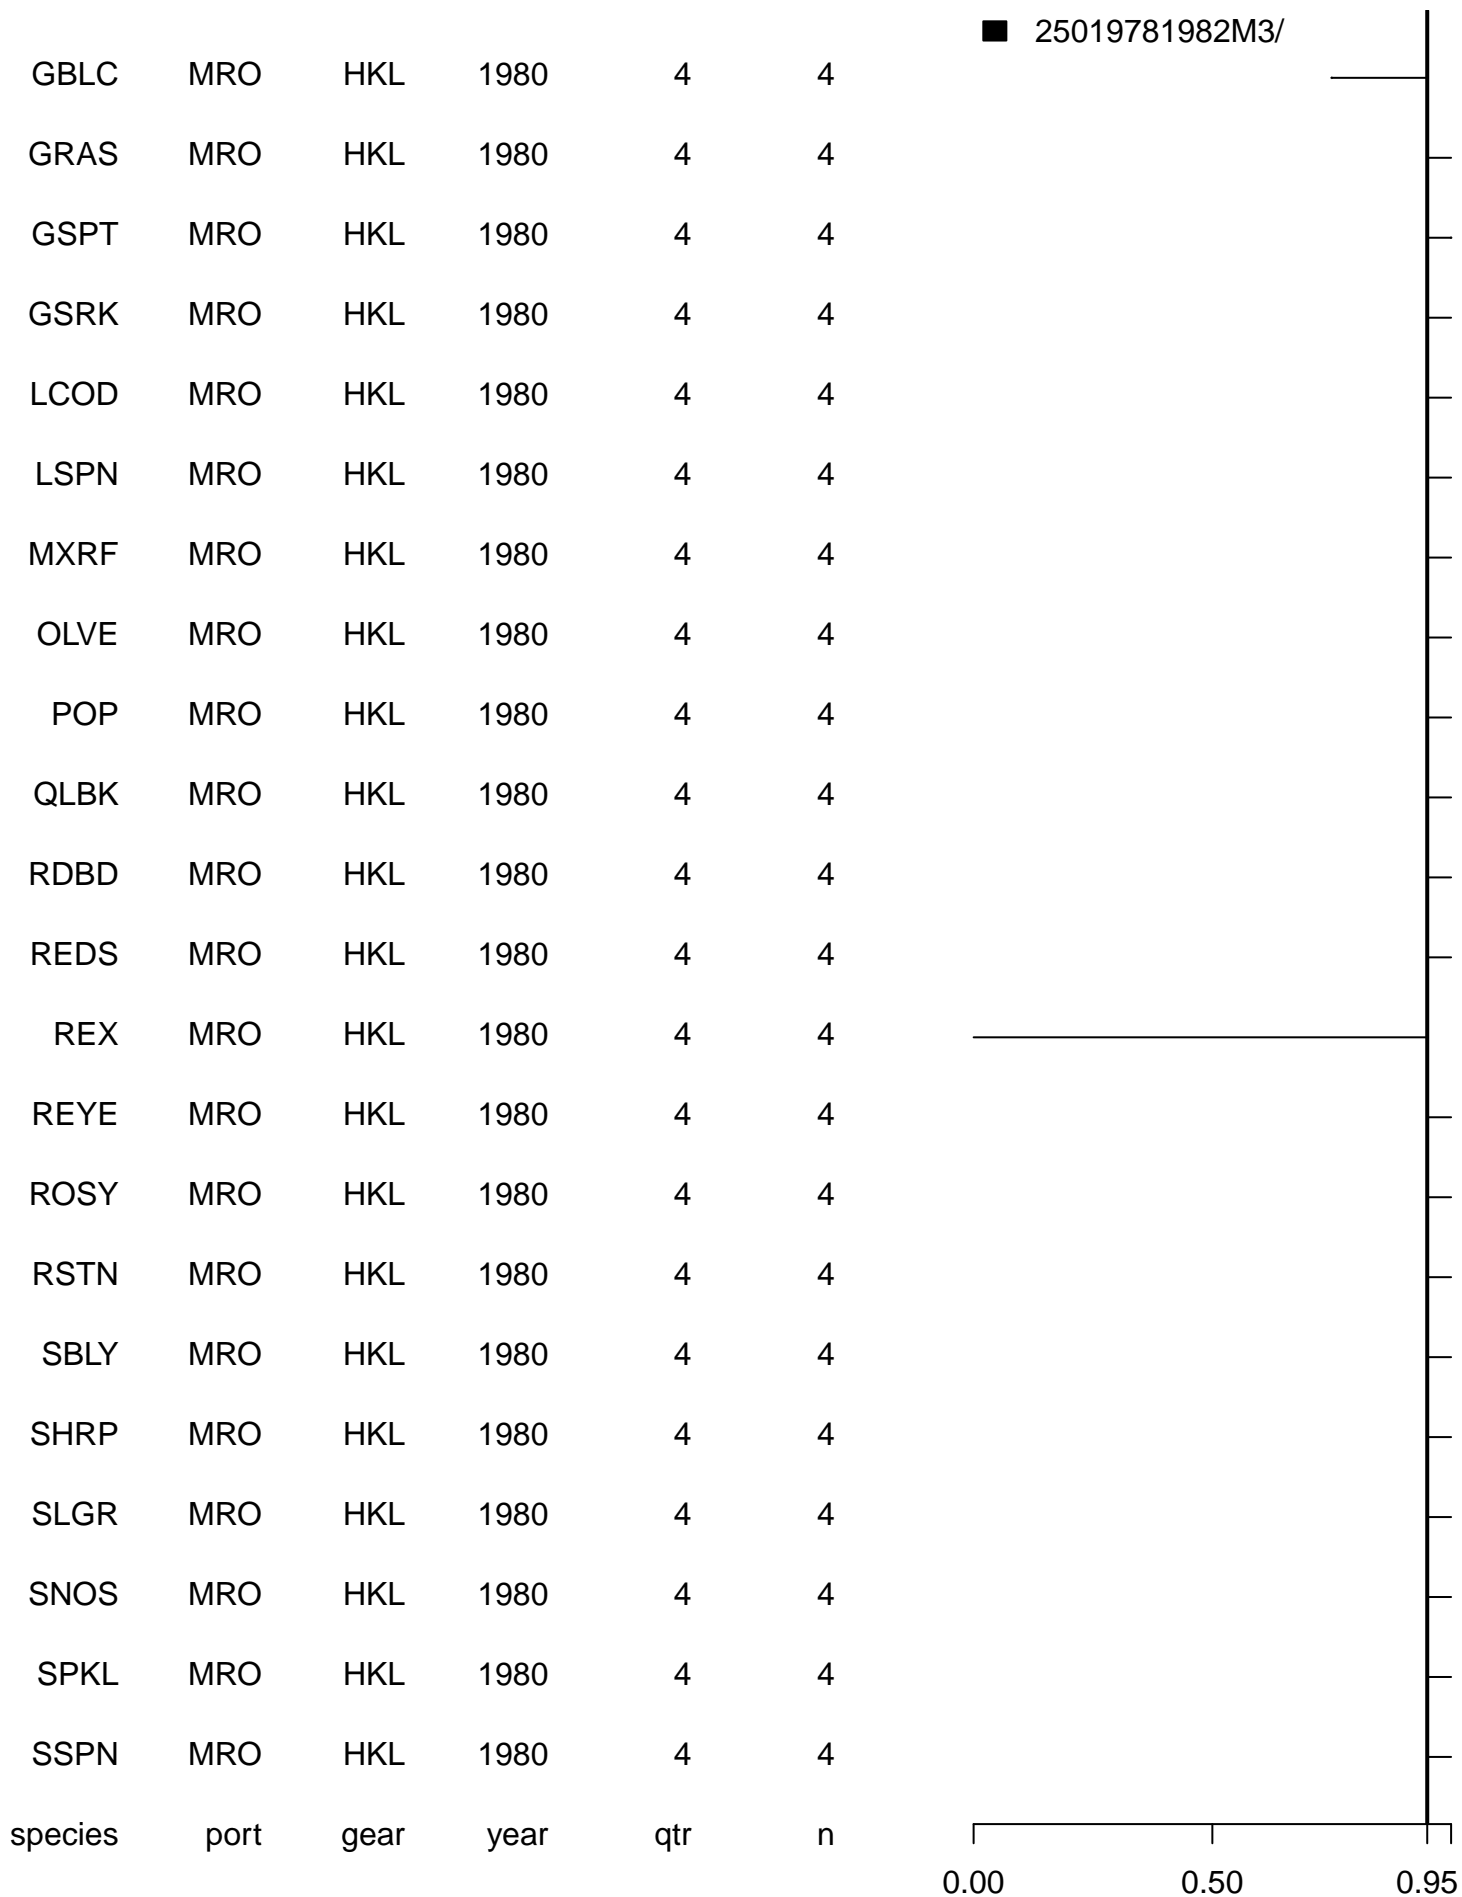 25019781982M3/
GBLC MRO HKL 1980 4 4
GRAS MRO HKL 1980 4 4
GSPT MRO HKL 1980 4 4
GSRK MRO HKL 1980 4 4
LCOD MRO HKL 1980 4 4
LSPN MRO HKL 1980 4 4
MXRF MRO HKL 1980 4 4
OLVE MRO HKL 1980 4 4
POP MRO HKL 1980 4 4
QLBK MRO HKL 1980 4 4
RDBD MRO HKL 1980 4 4
REDS MRO HKL 1980 4 4
REX MRO HKL 1980 4 4
REYE MRO HKL 1980 4 4
ROSY MRO HKL 1980 4 4
RSTN MRO HKL 1980 4 4
SBLY MRO HKL 1980 4 4
SHRP MRO HKL 1980 4 4
SLGR MRO HKL 1980 4 4
SNOS MRO HKL 1980 4 4
SPKL MRO HKL 1980 4 4
SSPN MRO HKL 1980 4 4
species port gear year qtr n
0.00 0.50 0.95